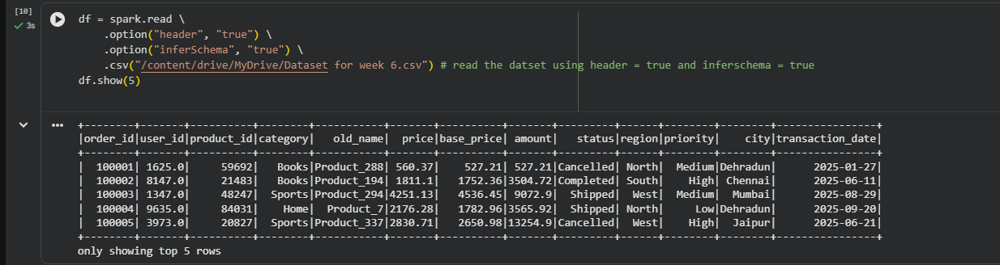 [10]
3s
df = spark.read \
.option("header", "true") \
.option("inferSchema", "true") \
.csv("/content/drive/MyDrive/Dataset for week 6.csv") # read the datset using header = true and inferschema = true
df.show(5)
+--------+-------+----------+--------+-----------+-------+----------+-------+---------+------+--------+--------+----------------+
|order_id|user_id|product_id|category|   old_name|  price|base_price| amount|   status|region|priority|    city|transaction_date|
+--------+-------+----------+--------+-----------+-------+----------+-------+---------+------+--------+--------+----------------+
|  100001| 1625.0|     59692|   Books|Product_288| 560.37|    527.21| 527.21|Cancelled| North|  Medium|Dehradun|      2025-01-27|
|  100002| 8147.0|     21483|   Books|Product_194| 1811.1|   1752.36|3504.72|Completed| South|    High| Chennai|      2025-06-11|
|  100003| 1347.0|     48247|  Sports|Product_294|4251.13|   4536.45| 9072.9|  Shipped|  West|  Medium|  Mumbai|      2025-08-29|
|  100004| 9635.0|     84031|    Home|  Product_7|2176.28|   1782.96|3565.92|  Shipped| North|     Low|Dehradun|      2025-09-20|
|  100005| 3973.0|     20827|  Sports|Product_337|2830.71|   2650.98|13254.9|Cancelled|  West|    High|  Jaipur|      2025-06-21|
+--------+-------+----------+--------+-----------+-------+----------+-------+---------+------+--------+--------+----------------+
only showing top 5 rows